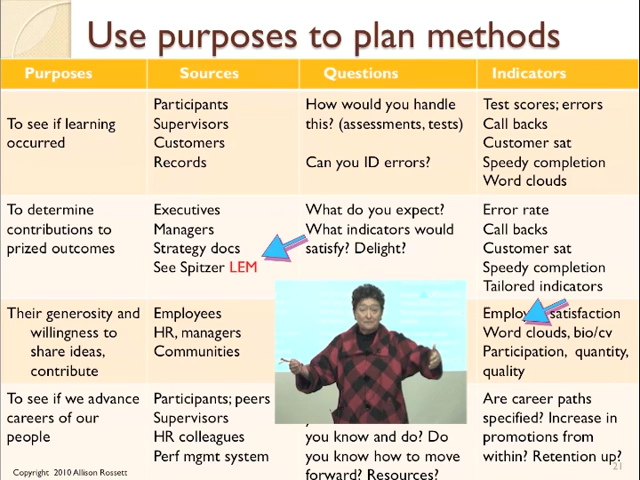 Use purposes to plan methods
Purposes
Sources
Questions
Indicators
To see if learning
occurred
Participants
Supervisors
Customers
Records
How would you handle
this? (assessments, tests)
Can you ID errors?
Test scores; errors
Call backs
Customer sat
Speedy completion
Word clouds
To determine
contributions to
prized outcomes
Executives
Managers
Strategy docs
See Spitzer LEM
What do you expect?
What indicators would
satisfy? Delight?
Error rate
Call backs
Customer sat
Speedy completion
Tailored indicators
Their generosity and
willingness to
share ideas,
contribute
Employees
HR, managers
Communities
satisfaction
Word clouds, bio/cv
Participation, quantity,
quality
To see if we advance
careers of our
people
Participants; peers
Supervisors
HR colleagues
Perf mgmt system
you know and do? Do
you know how to move
forward? Resources?
Are career paths
specified? Increase in
promotions from
within? Retention up?
Copyright 2010 Allison Rossett
21